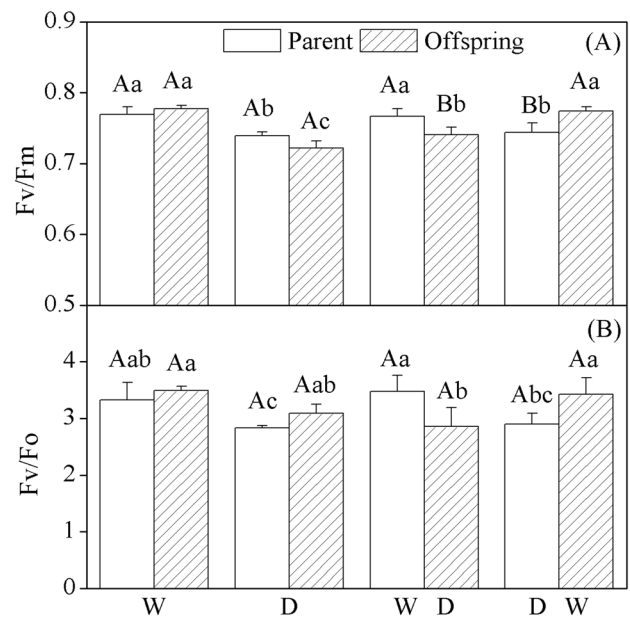 0.9
Parent Offspring (A)
Aa Aa Aa Aa
0.8
Ab Ac Bb Bb
0.7
Fv/Fm
0.6
0.5
(B)
Aab Aa Aa Aa
4
Ac Aab Ab Abc
3
Fv/Fo
2
1
0
W D W D D W